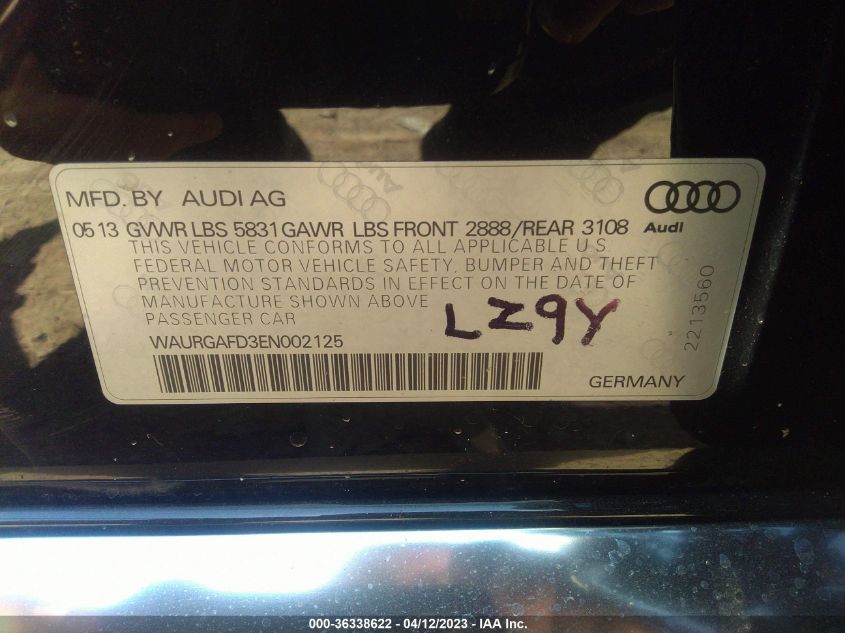 MFD. BY AUDI AG
05 13 GVWR LBS 5831 GAWR LBS FRONT 2888/REAR 3108
Audi
THIS VEHICLE CONFORMS TO ALL APPLICABLE U.S.
FEDERAL MOTOR VEHICLE SAFETY, BUMPER AND THEFT
PREVENTION STANDARDS IN EFFECT ON THE DATE OF
MANUFACTURE SHOWN ABOVE
PASSENGER CAR
LZ9Y
2213560
WAURGAFD3EN002125
GERMANY
000-36338622 - 04/12/2023 - IAA Inc.